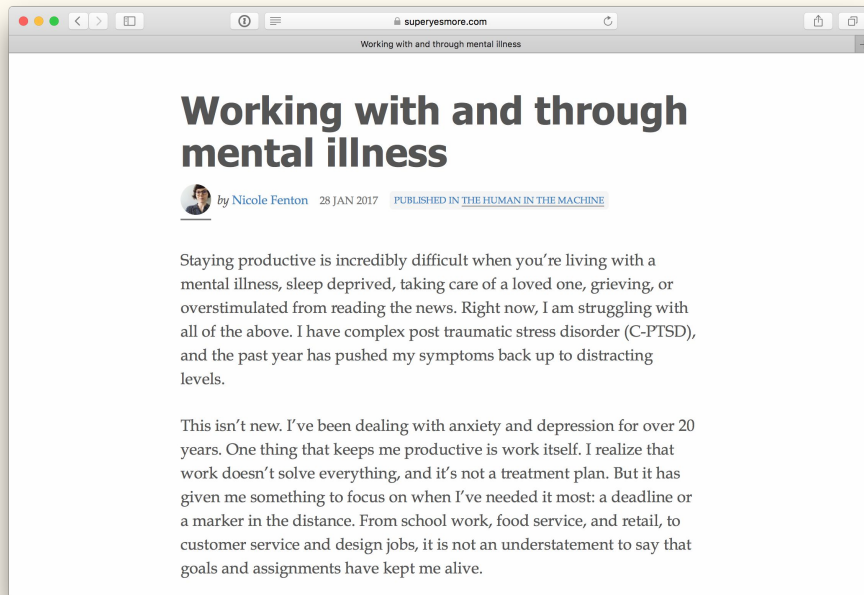 superyesmore.com
Working with and through mental illness
Working with and through
mental illness
by Nicole Fenton 28 JAN 2017 PUBLISHED IN THE HUMAN IN THE MACHINE
Staying productive is incredibly difficult when you’re living with a
mental illness, sleep deprived, taking care of a loved one, grieving, or
overstimulated from reading the news. Right now, I am struggling with
all of the above. I have complex post traumatic stress disorder (C-PTSD),
and the past year has pushed my symptoms back up to distracting
levels.
This isn’t new. I’ve been dealing with anxiety and depression for over 20
years. One thing that keeps me productive is work itself. I realize that
work doesn’t solve everything, and it’s not a treatment plan. But it has
given me something to focus on when I’ve needed it most: a deadline or
a marker in the distance. From school work, food service, and retail, to
customer service and design jobs, it is not an understatement to say that
goals and assignments have kept me alive.